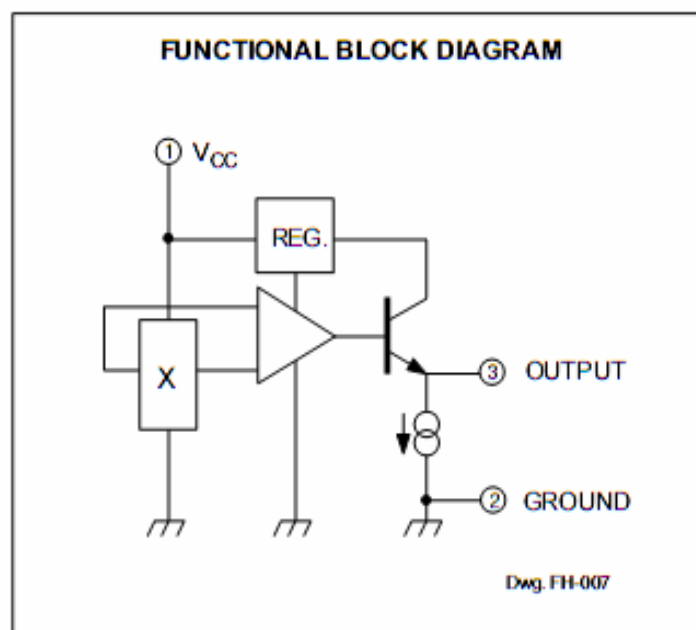 FUNCTIONAL BLOCK DIAGRAM
1 VCC
REG.
X
3 OUTPUT
2 GROUND
Dwg. FH-007